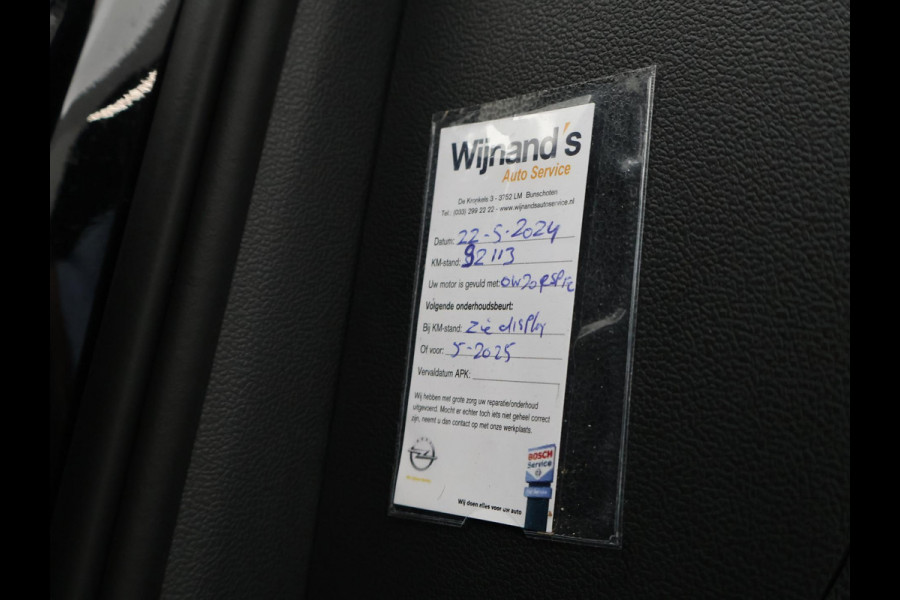 Wijnand's
Auto Service
De Kronkels 3 - 3752 LM Bunschoten
Tel. (033) 299 22 22 - www.wijnandsautoservice.nl
Datum: 22-5-2024
KM-stand: 92113
Uw motor is gevuld met: 0W20
Volgende onderhoudsbeurt:
Bij KM-stand: Zie display
Of voor: 5-2025
Vervaldatum APK:
Wij hebben met grote zorg uw reparatie/onderhoud
uitgevoerd. Mocht er echter toch iets niet geheel correct
zijn, neemt u dan contact op met onze werkplaats.
BOSCH
Service
Wij doen alles voor uw auto